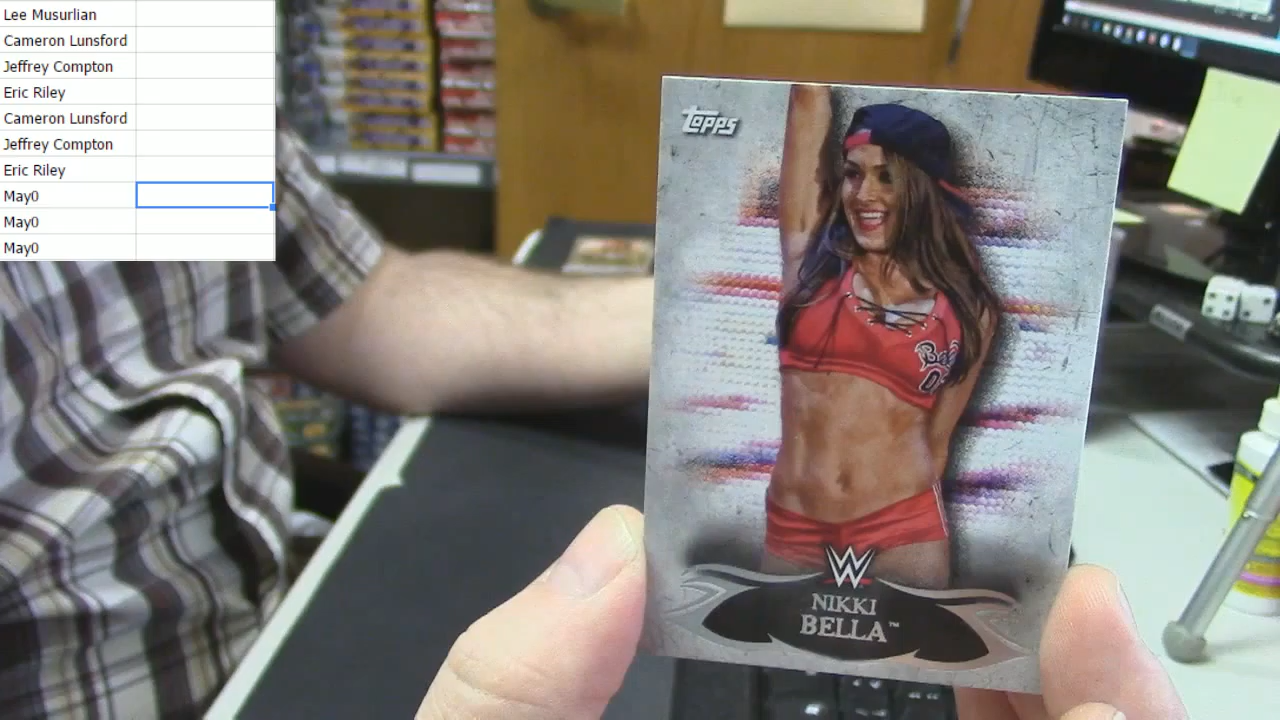 Lee Musurlian
Cameron Lunsford
Jeffrey Compton
Eric Riley
Cameron Lunsford
Jeffrey Compton
Eric Riley
May0
May0
May0
Topps
W
NIKKI
BELLA™